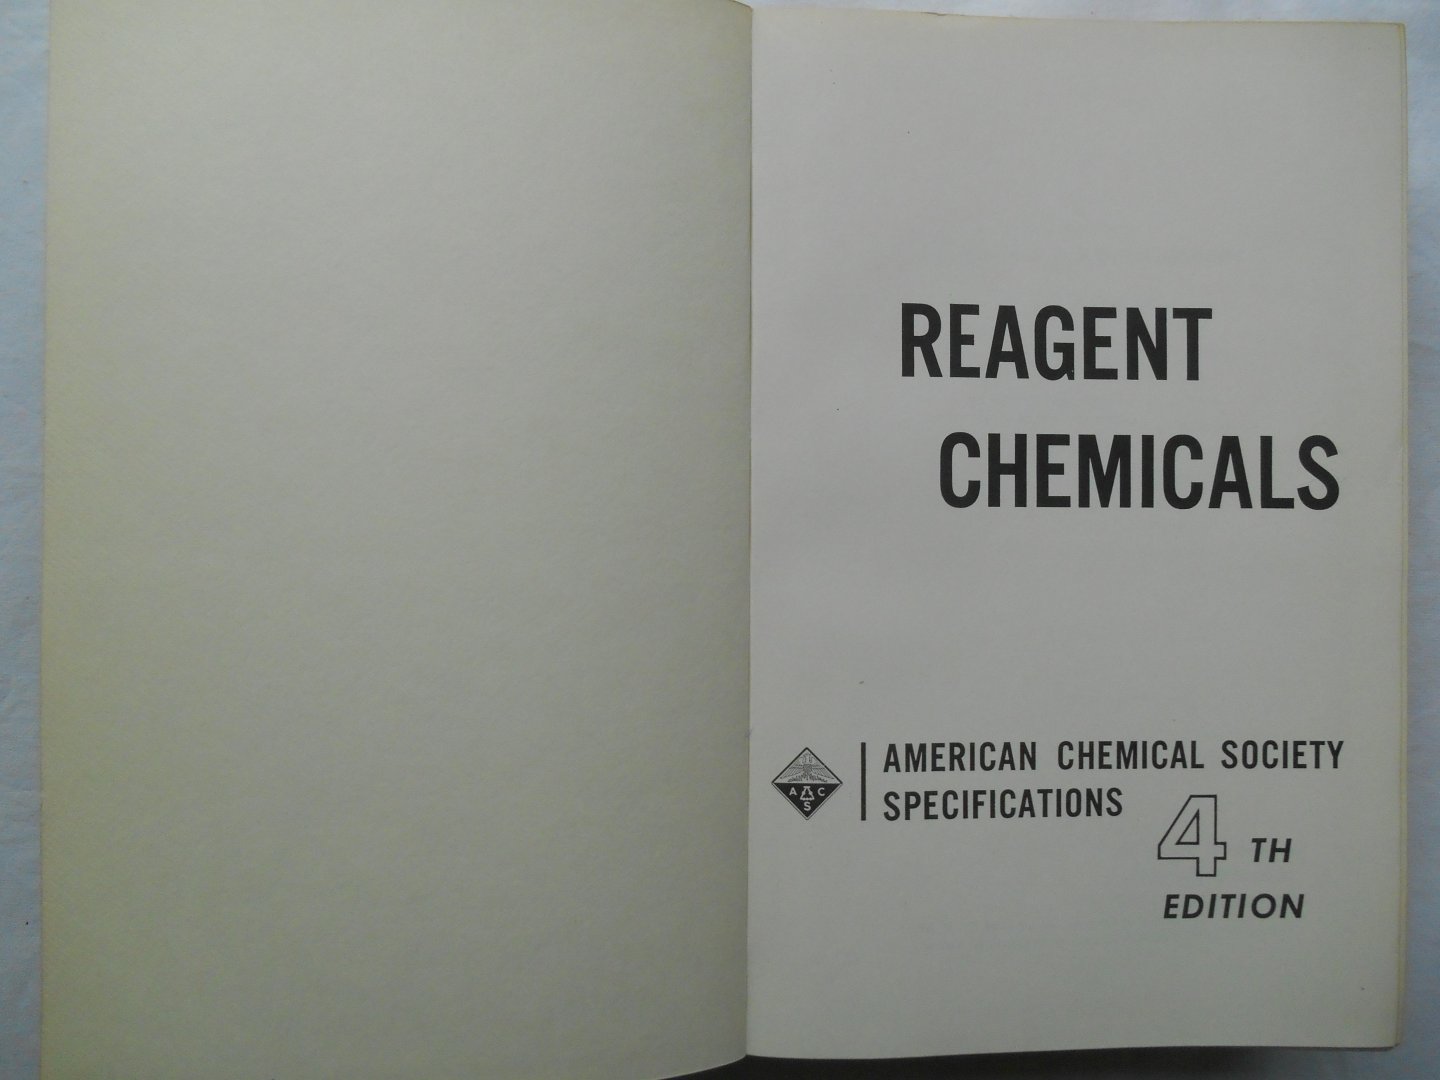 REAGENT
CHEMICALS
AMERICAN CHEMICAL SOCIETY
SPECIFICATIONS
4 TH
EDITION
A C
S